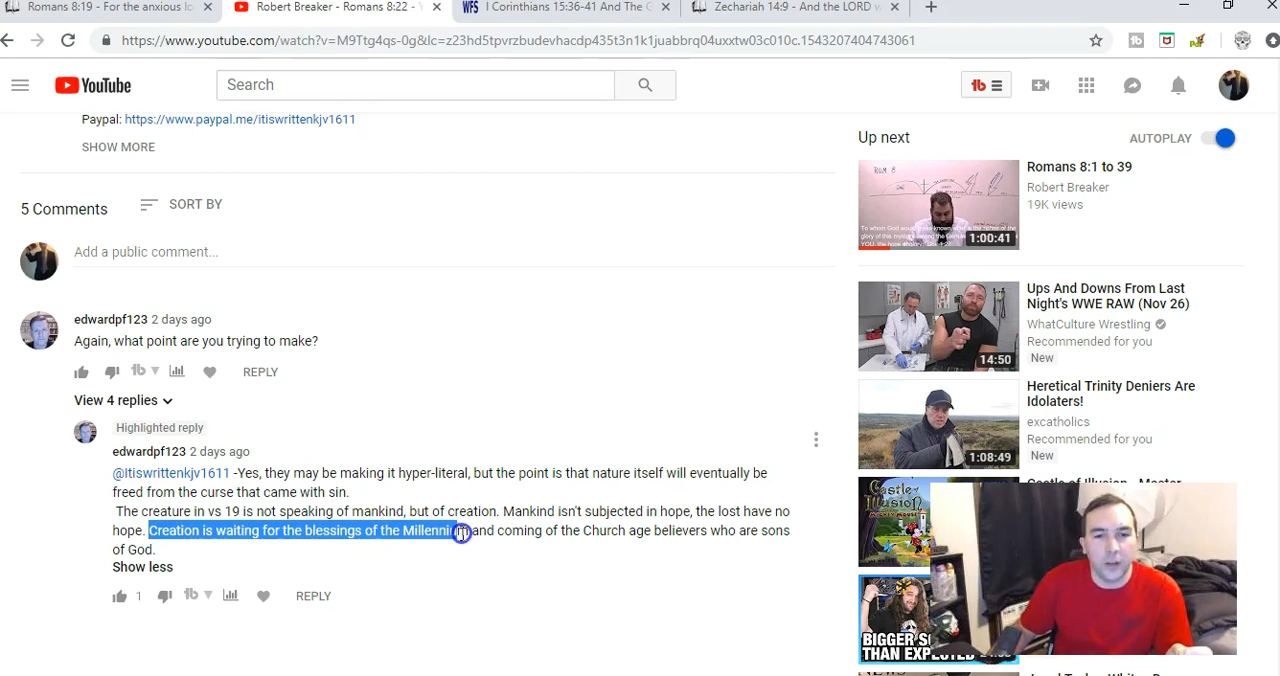 Romans 8:19 - For the anxious lo
Robert Breaker - Romans 8:22 - Y
WFS I Corinthians 15:36-41 And The G
Zechariah 14:9 - And the LORD w
https://www.youtube.com/watch?v=M9Ttg4qs-0g&lc=z23hd5tpvrzbudevhacdp435t3n1k1juabbrq04uxxtw03c010c.1543207404743061
YouTube
Search
Paypal: https://www.paypal.me/itiswrittenkjv1611
SHOW MORE
5 Comments SORT BY
Add a public comment...
edwardpf123 2 days ago
Again, what point are you trying to make?
REPLY
View 4 replies
Highlighted reply
edwardpf123 2 days ago
@Itiswrittenkjv1611 -Yes, they may be making it hyper-literal, but the point is that nature itself will eventually be
freed from the curse that came with sin.
The creature in vs 19 is not speaking of mankind, but of creation. Mankind isn't subjected in hope, the lost have no
hope. Creation is waiting for the blessings of the Millennium and coming of the Church age believers who are sons
of God.
Show less
1 REPLY
Up next AUTOPLAY
Romans 8:1 to 39
Robert Breaker
19K views
1:00:41
Ups And Downs From Last
Night's WWE RAW (Nov 26)
WhatCulture Wrestling
Recommended for you
New
14:50
Heretical Trinity Deniers Are
Idolaters!
excatholics
Recommended for you
New
1:08:49
Castle of Illusion
BIGGER S
THAN EXPECTED